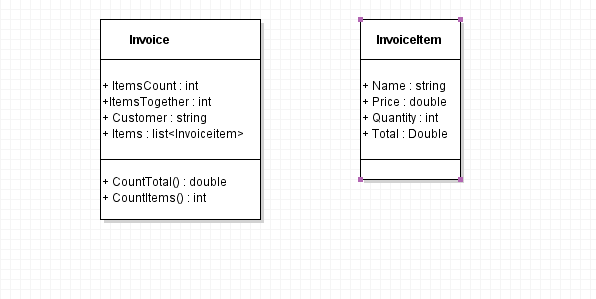 Invoice
+ ItemsCount : int
+ItemsTogether : int
+ Customer : string
+ Items : list<Invoiceitem>
+ CountTotal() : double
+ CountItems() : int
InvoiceItem
+ Name : string
+ Price : double
+ Quantity : int
+ Total : Double